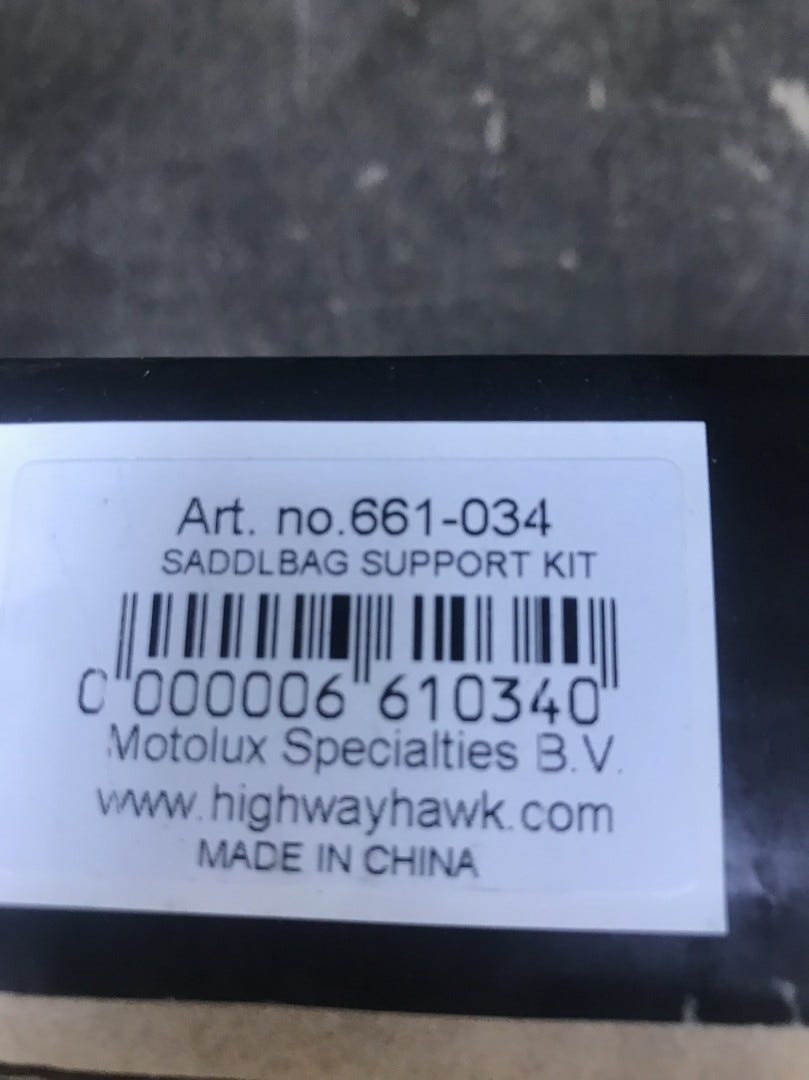 Art. no.661-034
SADDLBAG SUPPORT KIT
0 000006 610340
Motolux Specialties B.V.
www.highwayhawk.com
MADE IN CHINA